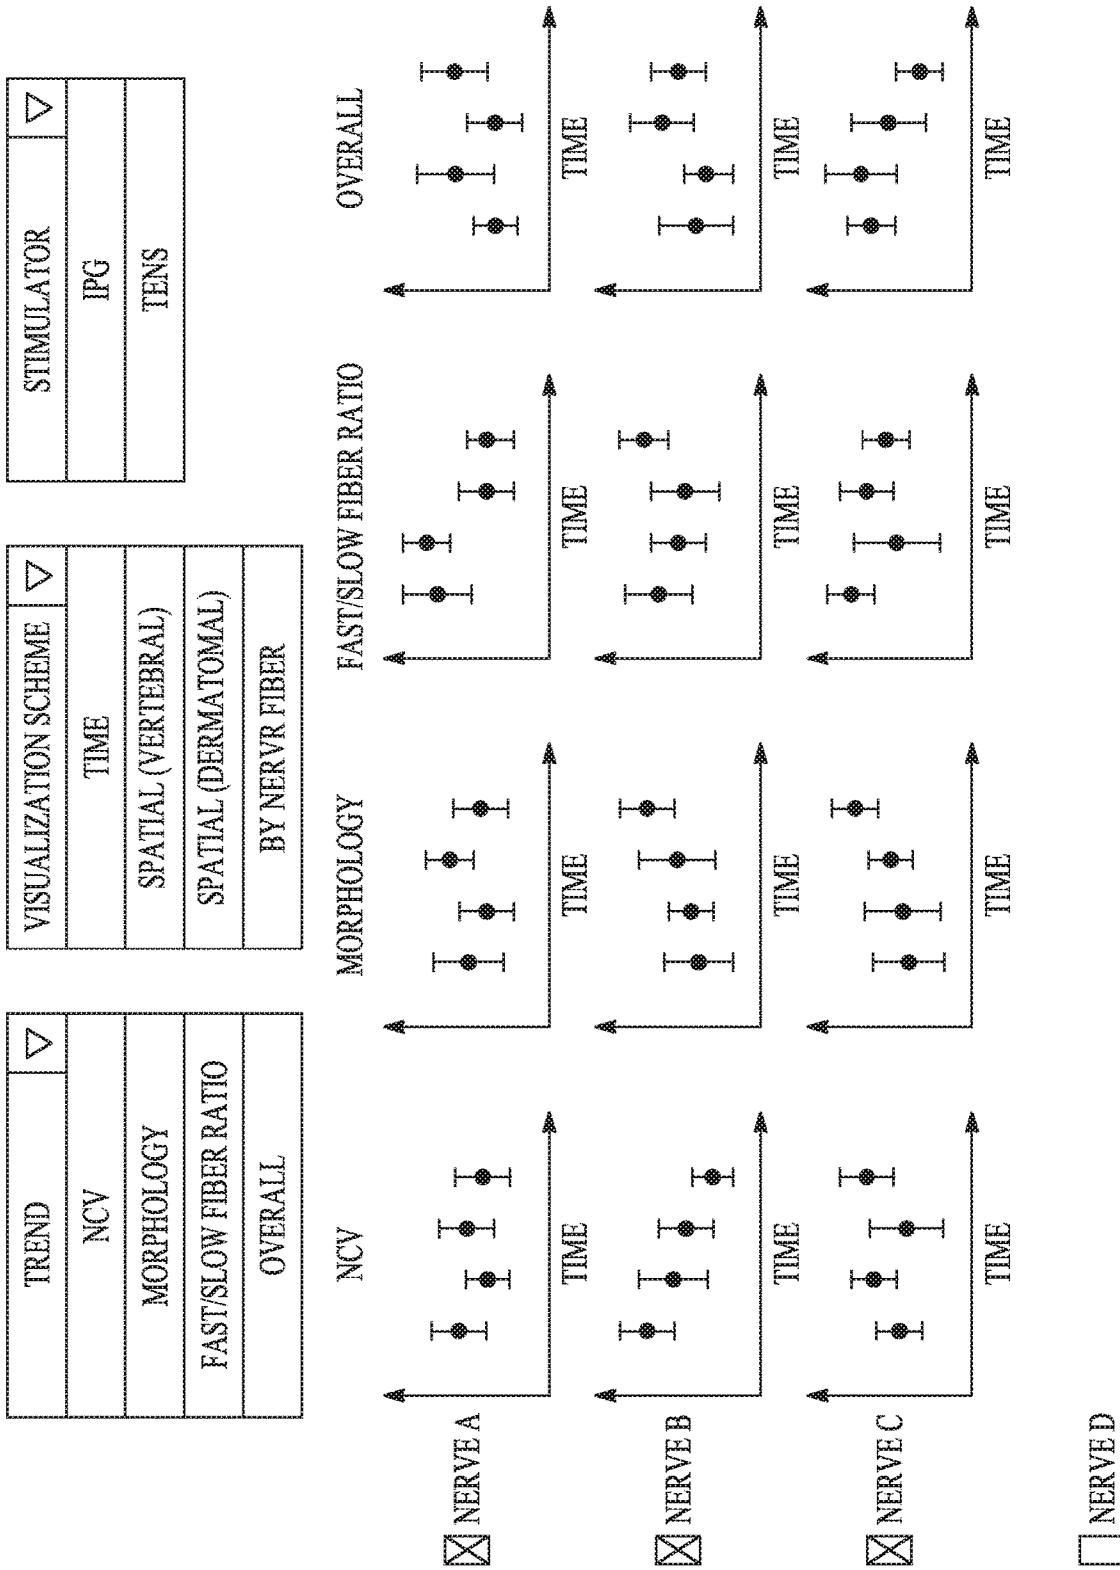 TREND
NCV
MORPHOLOGY
FAST/SLOW FIBER RATIO
OVERALL
VISUALIZATION SCHEME
TIME
SPATIAL (VERTEBRAL)
SPATIAL (DERMATOMAL)
BY NERVR FIBER
STIMULATOR
IPG
TENS
NCV
MORPHOLOGY
FAST/SLOW FIBER RATIO
OVERALL
NERVE A
TIME
TIME
TIME
TIME
NERVE B
TIME
TIME
TIME
TIME
NERVE C
TIME
TIME
TIME
TIME
NERVE D